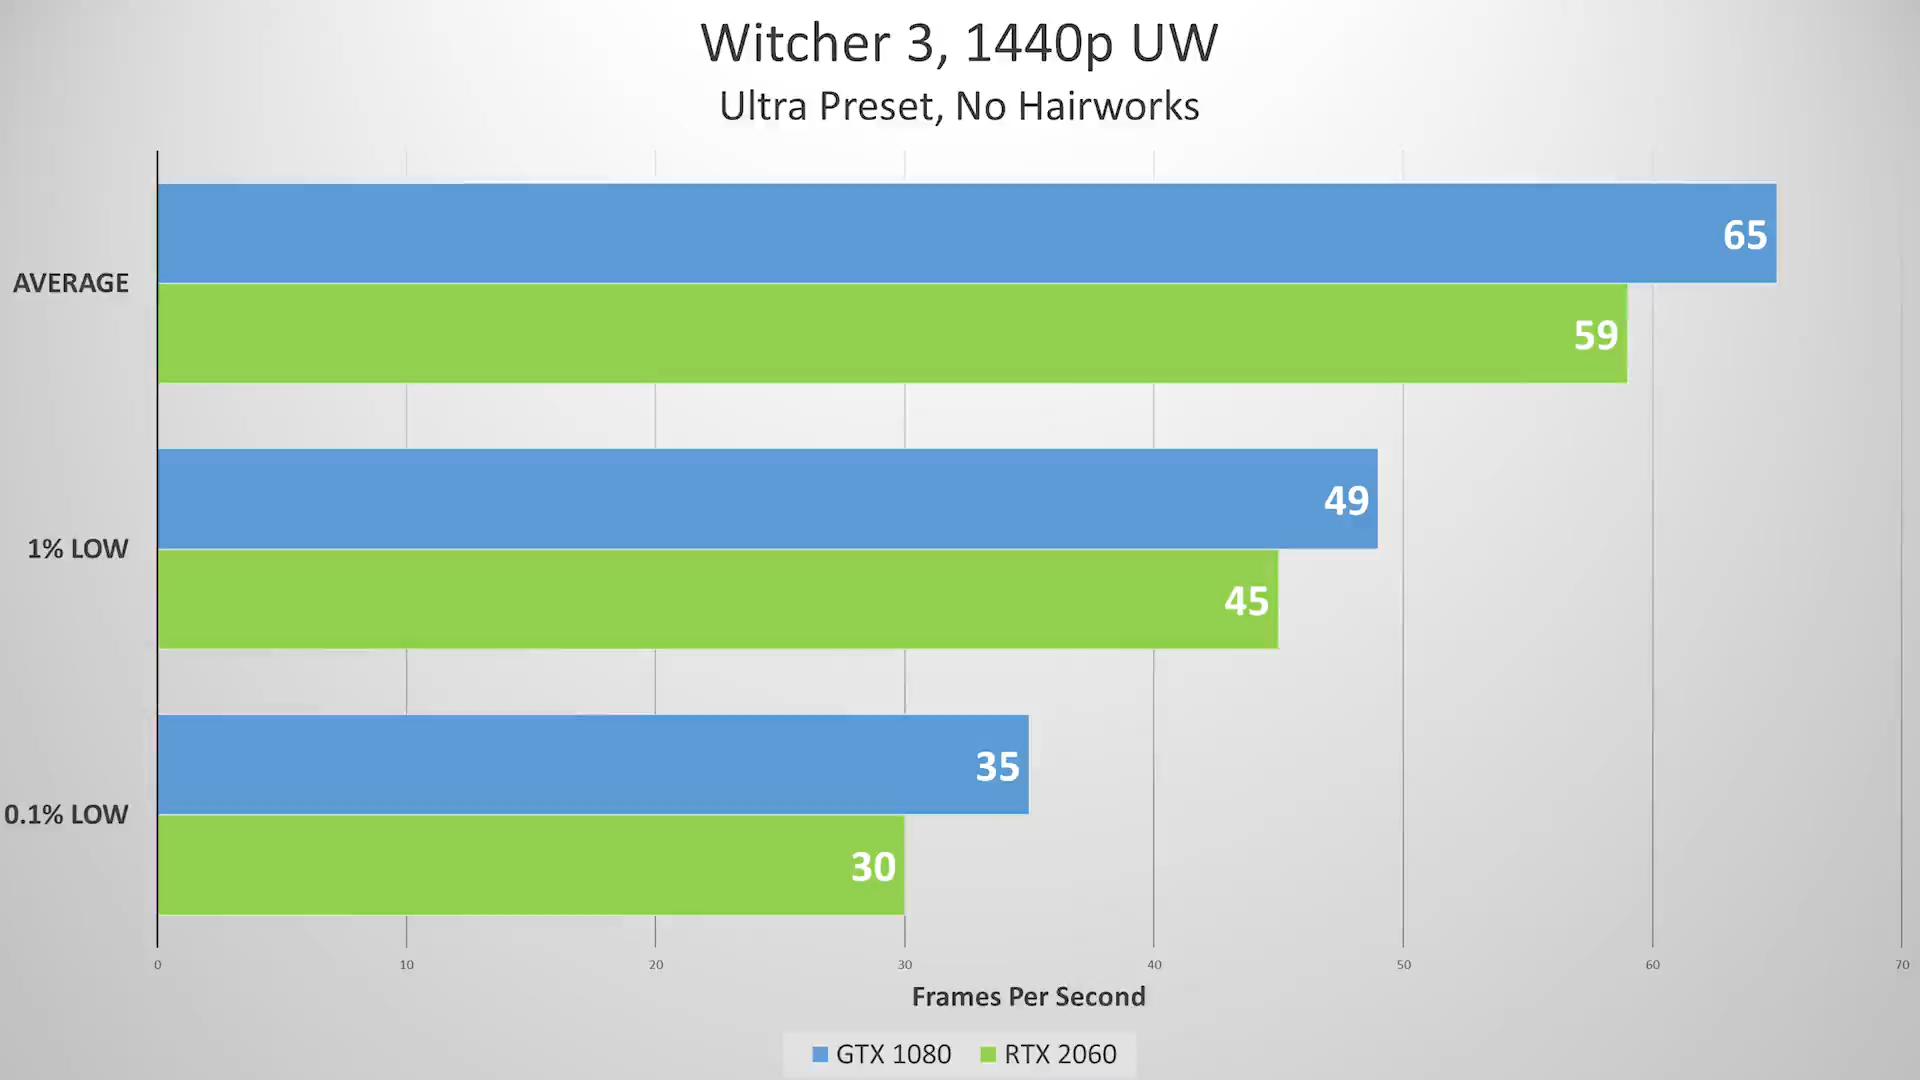 Witcher 3, 1440p UW
Ultra Preset, No Hairworks
AVERAGE
65
59
1% LOW
49
45
0.1% LOW
35
30
0 10 20 30 40 50 60 70
Frames Per Second
GTX 1080 RTX 2060